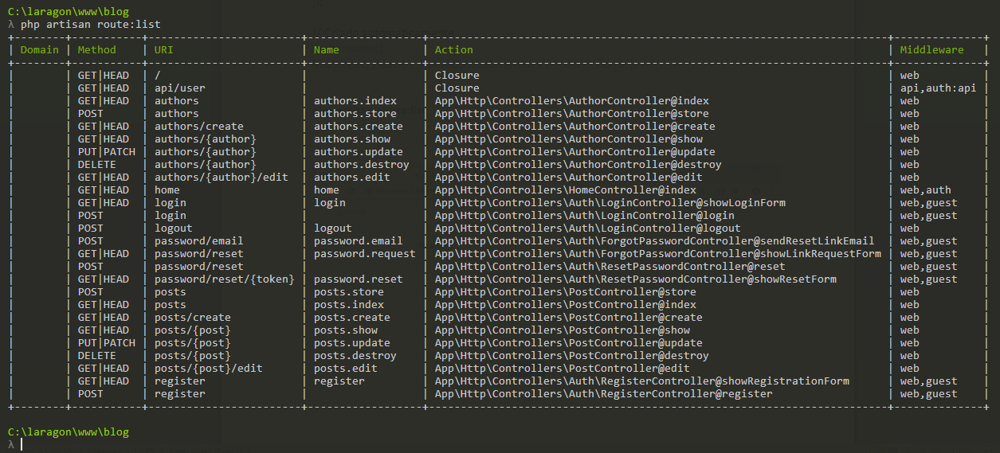 C:\laragon\www\blog
λ php artisan route:list
+--------+-----------+------------------------+------------------+------------------------------------------------------------------------+--------------+
| Domain | Method    | URI                    | Name             | Action                                                                 | Middleware   |
+--------+-----------+------------------------+------------------+------------------------------------------------------------------------+--------------+
|        | GET|HEAD  | /                      |                  | Closure                                                                | web          |
|        | GET|HEAD  | api/user               |                  | Closure                                                                | api,auth:api |
|        | GET|HEAD  | authors                | authors.index    | App\Http\Controllers\AuthorController@index                            | web          |
|        | POST      | authors                | authors.store    | App\Http\Controllers\AuthorController@store                            | web          |
|        | GET|HEAD  | authors/create         | authors.create   | App\Http\Controllers\AuthorController@create                           | web          |
|        | GET|HEAD  | authors/{author}       | authors.show     | App\Http\Controllers\AuthorController@show                             | web          |
|        | PUT|PATCH | authors/{author}       | authors.update   | App\Http\Controllers\AuthorController@update                           | web          |
|        | DELETE    | authors/{author}       | authors.destroy  | App\Http\Controllers\AuthorController@destroy                          | web          |
|        | GET|HEAD  | authors/{author}/edit  | authors.edit     | App\Http\Controllers\AuthorController@edit                             | web          |
|        | GET|HEAD  | home                   | home             | App\Http\Controllers\HomeController@index                              | web,auth     |
|        | GET|HEAD  | login                  | login            | App\Http\Controllers\Auth\LoginController@showLoginForm                | web,guest    |
|        | POST      | login                  |                  | App\Http\Controllers\Auth\LoginController@login                        | web,guest    |
|        | POST      | logout                 | logout           | App\Http\Controllers\Auth\LoginController@logout                       | web          |
|        | POST      | password/email         | password.email   | App\Http\Controllers\Auth\ForgotPasswordController@sendResetLinkEmail  | web,guest    |
|        | GET|HEAD  | password/reset         | password.request | App\Http\Controllers\Auth\ForgotPasswordController@showLinkRequestForm | web,guest    |
|        | POST      | password/reset         |                  | App\Http\Controllers\Auth\ResetPasswordController@reset                | web,guest    |
|        | GET|HEAD  | password/reset/{token} | password.reset   | App\Http\Controllers\Auth\ResetPasswordController@showResetForm        | web,guest    |
|        | POST      | posts                  | posts.store      | App\Http\Controllers\PostController@store                              | web          |
|        | GET|HEAD  | posts                  | posts.index      | App\Http\Controllers\PostController@index                              | web          |
|        | GET|HEAD  | posts/create           | posts.create     | App\Http\Controllers\PostController@create                             | web          |
|        | GET|HEAD  | posts/{post}           | posts.show       | App\Http\Controllers\PostController@show                               | web          |
|        | PUT|PATCH | posts/{post}           | posts.update     | App\Http\Controllers\PostController@update                             | web          |
|        | DELETE    | posts/{post}           | posts.destroy    | App\Http\Controllers\PostController@destroy                            | web          |
|        | GET|HEAD  | posts/{post}/edit      | posts.edit       | App\Http\Controllers\PostController@edit                               | web          |
|        | GET|HEAD  | register               | register         | App\Http\Controllers\Auth\RegisterController@showRegistrationForm      | web,guest    |
|        | POST      | register               |                  | App\Http\Controllers\Auth\RegisterController@register                  | web,guest    |
+--------+-----------+------------------------+------------------+------------------------------------------------------------------------+--------------+
C:\laragon\www\blog
λ